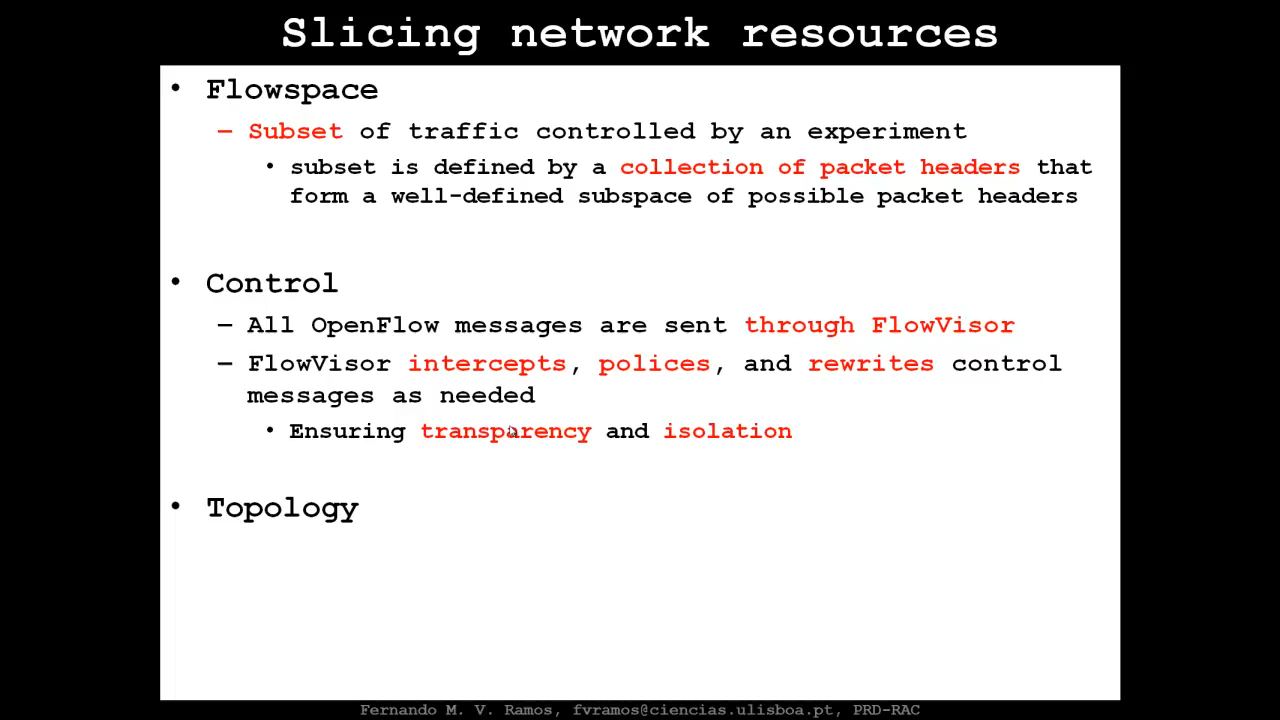 Slicing network resources
• Flowspace
– Subset of traffic controlled by an experiment
• subset is defined by a collection of packet headers that
form a well-defined subspace of possible packet headers
• Control
– All OpenFlow messages are sent through FlowVisor
– FlowVisor intercepts, polices, and rewrites control
messages as needed
• Ensuring transparency and isolation
• Topology
Fernando M. V. Ramos, fvramos@ciencias.ulisboa.pt, PRD-RAC